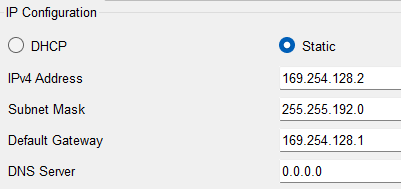 IP Configuration
DHCP Static
IPv4 Address 169.254.128.2
Subnet Mask 255.255.192.0
Default Gateway 169.254.128.1
DNS Server 0.0.0.0